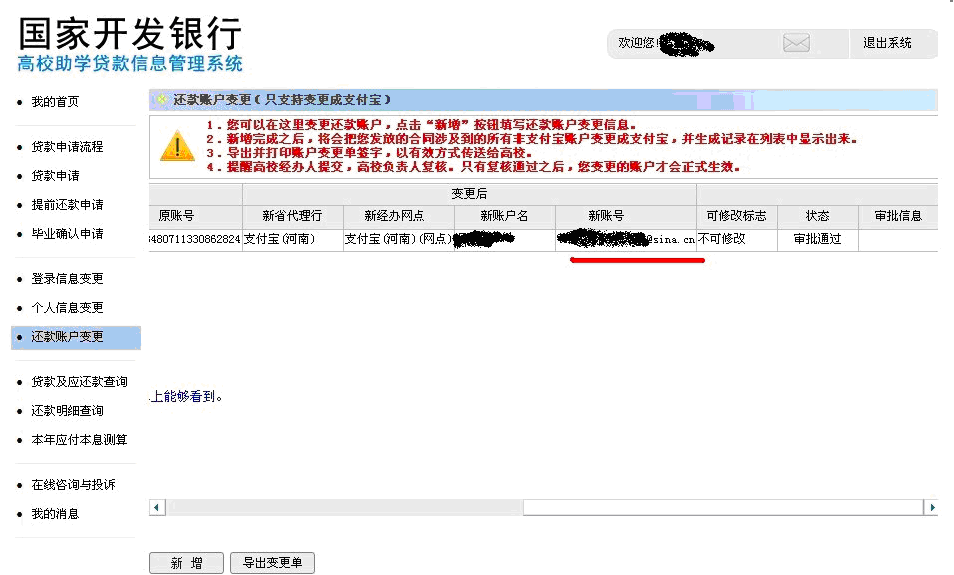 国家开发银行
高校助学贷款信息管理系统
欢迎您!
退出系统
我的首页
贷款申请流程
贷款申请
提前还款申请
毕业确认申请
登录信息变更
个人信息变更
还款账户变更
贷款及应还款查询
还款明细查询
本年应付本息测算
在线咨询与投诉
我的消息
还款账户变更(只支持变更成支付宝)
1.您可以在这里变更还款账户,点击“新增”按钮填写还款账户变更信息。
2.新增完成之后,将会把您发放的合同涉及到的所有非支付宝账户变更成支付宝,并生成记录在列表中显示出来。
3.导出并打印账户变更单签字,以有效方式传送给高校。
4.提醒高校经办人提交,高校负责人复核。只有复核通过之后,您变更的账户才会正式生效。
变更后
原账号 新省代理行 新经办网点 新账户名 新账号 可修改标志 状态 审批信息
480711330862824 支付宝(河南) 支付宝(河南)(网点) @sina.cn 不可修改 审批通过
上能够看到。
新 增 导出变更单